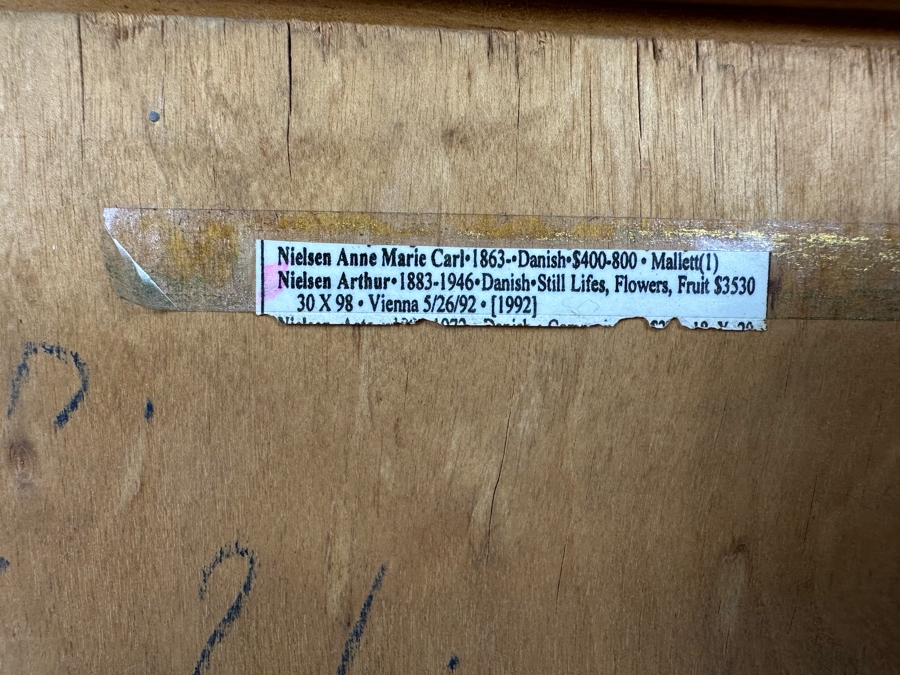 Nielsen Anne Marie Carl•1863-•Danish•$400-800 • Mallett(1)
Nielsen Arthur•1883-1946•Danish•Still Lifes, Flowers, Fruit $3530
30 X 98 • Vienna 5/26/92 • [1992]